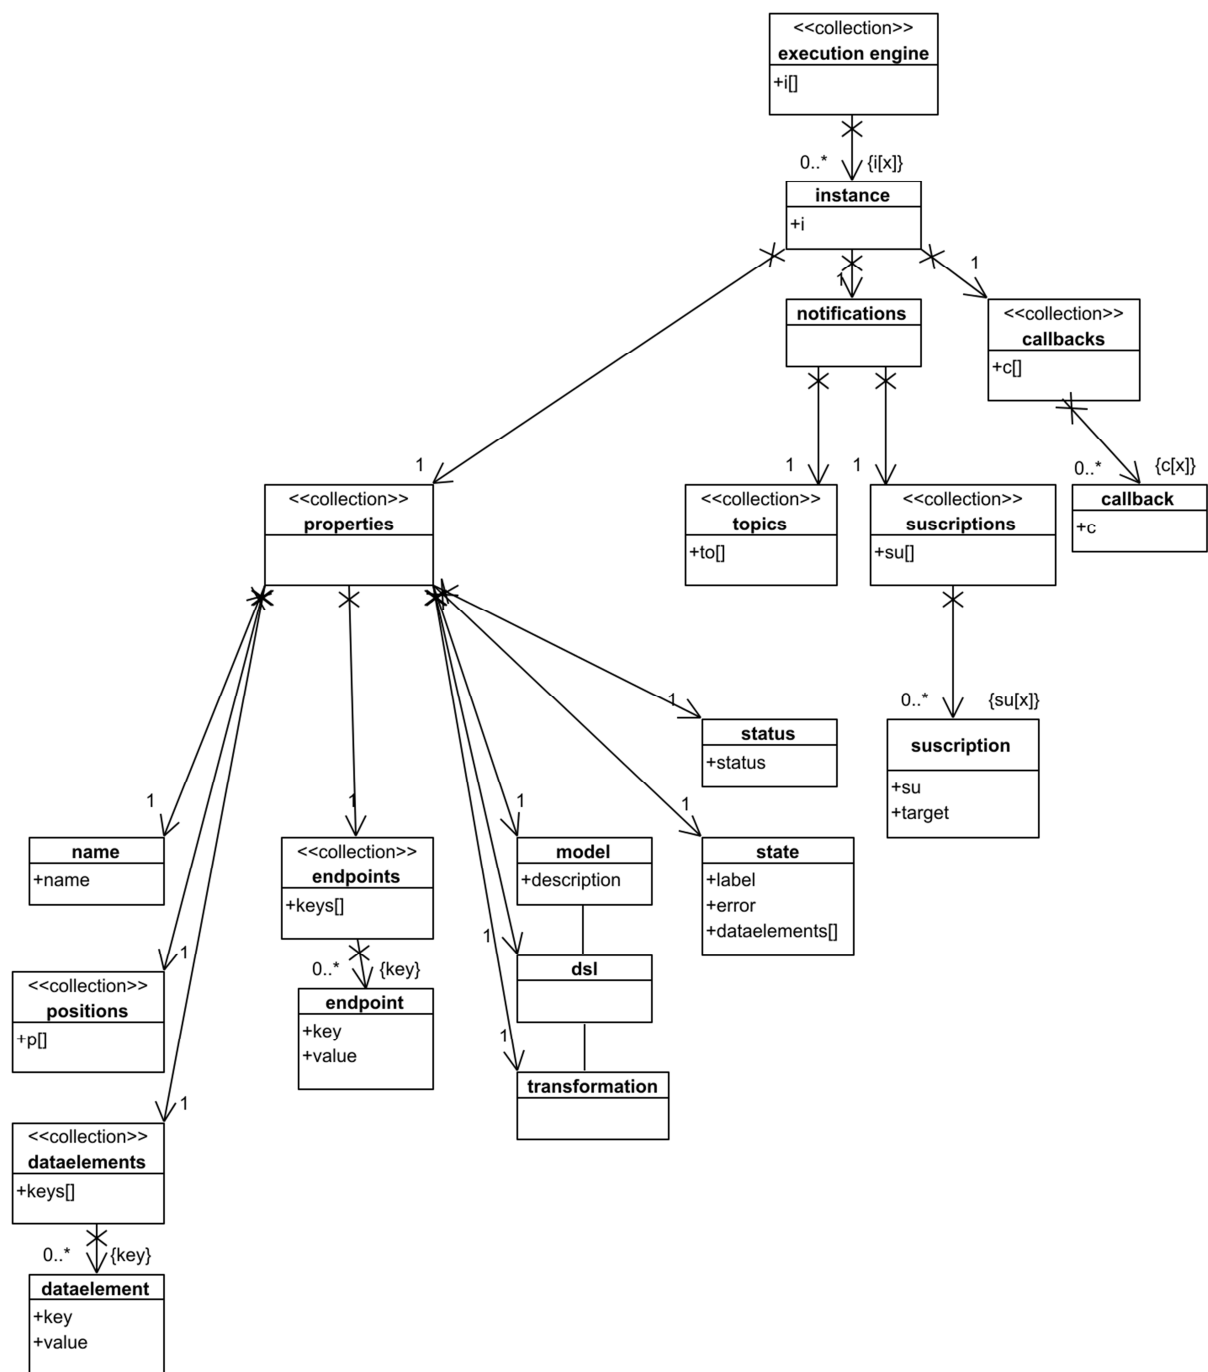 <<collection>>
execution engine
+i[]
0..*
{i[x]}
instance
+i
1
1
notifications
<<collection>>
callbacks
+c[]
1
1
1
0..*
{c[x]}
<<collection>>
properties
<<collection>>
topics
+to[]
<<collection>>
suscriptions
+su[]
callback
+c
0..*
{su[x]}
1
status
+status
suscription
+su
+target
1
1
1
1
name
+name
<<collection>>
endpoints
+keys[]
model
+description
state
+label
+error
+dataelements[]
1
1
0..*
{key}
dsl
<<collection>>
positions
+p[]
endpoint
+key
+value
1
transformation
1
<<collection>>
dataelements
+keys[]
0..*
{key}
dataelement
+key
+value